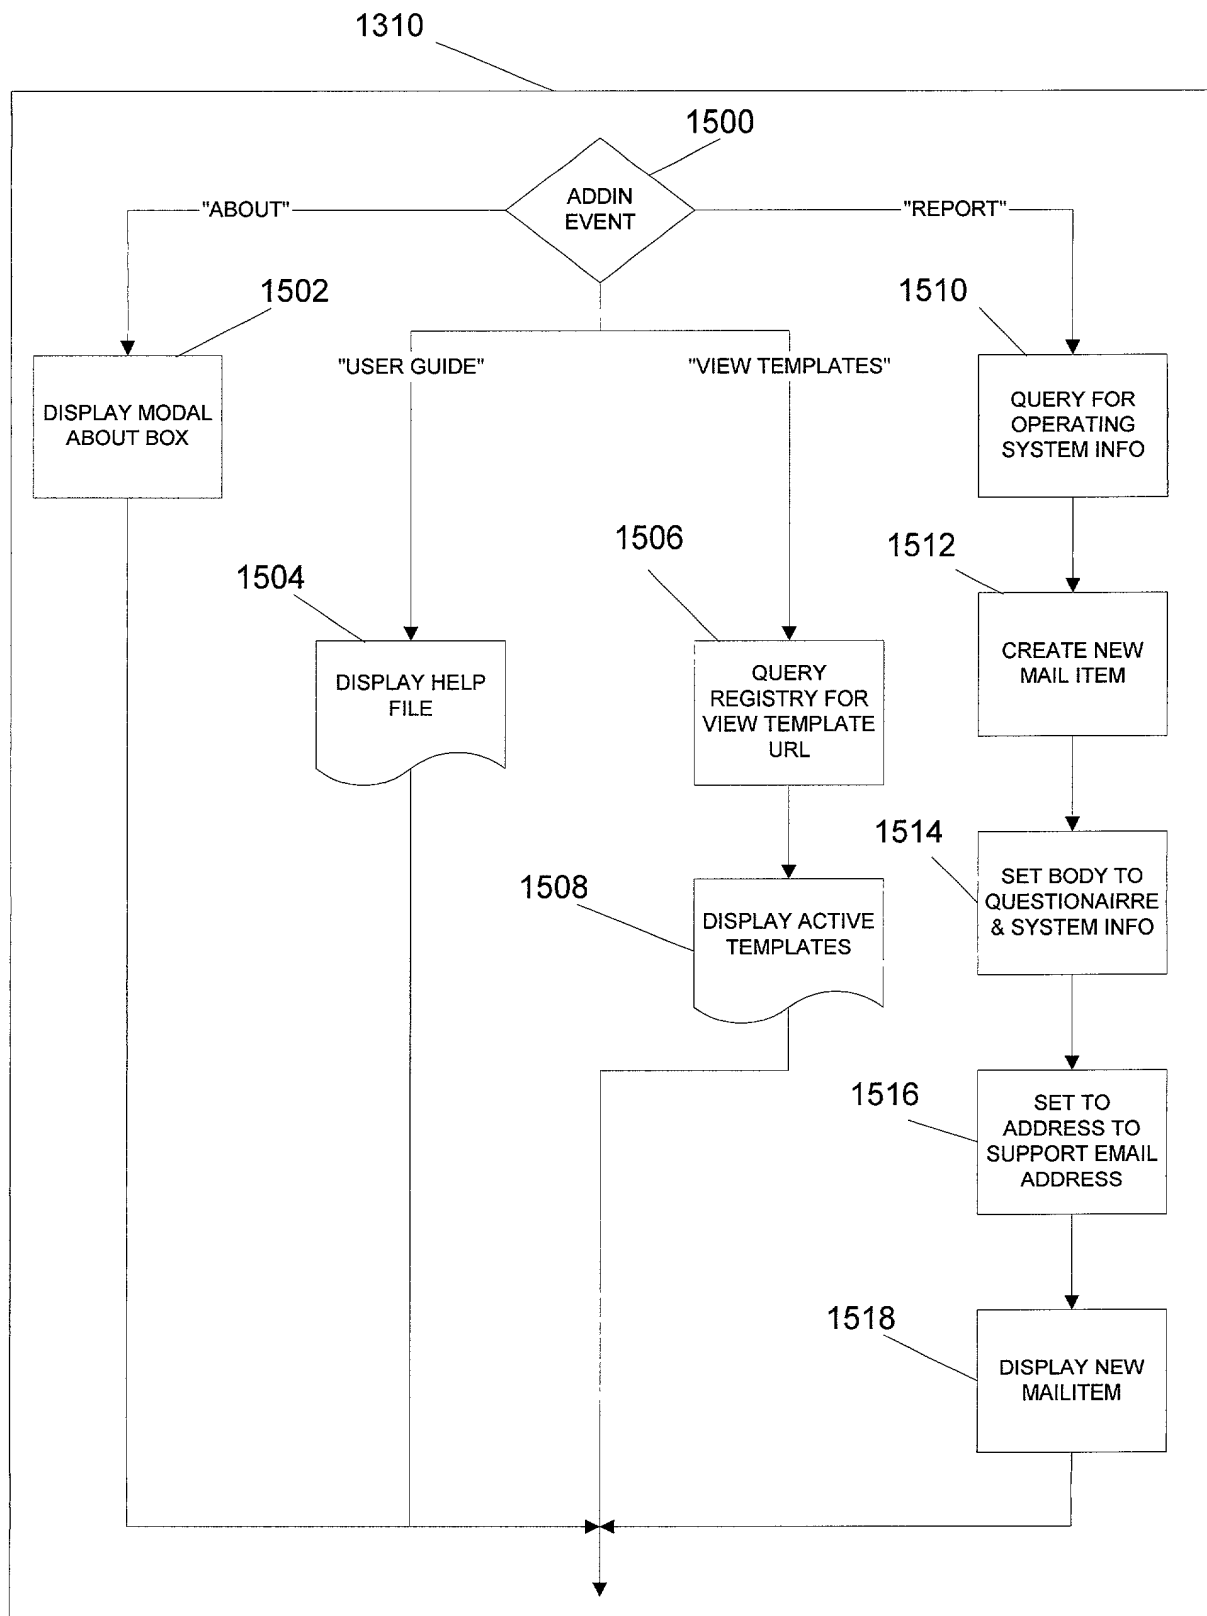 1310
1500
ADDIN
EVENT
"ABOUT"
"REPORT"
1502
1510
"USER GUIDE"
"VIEW TEMPLATES"
DISPLAY MODAL
ABOUT BOX
QUERY FOR
OPERATING
SYSTEM INFO
1504
1506
1512
DISPLAY HELP
FILE
QUERY
REGISTRY FOR
VIEW TEMPLATE
URL
CREATE NEW
MAIL ITEM
1508
1514
DISPLAY ACTIVE
TEMPLATES
SET BODY TO
QUESTIONAIRRE
& SYSTEM INFO
1516
SET TO
ADDRESS TO
SUPPORT EMAIL
ADDRESS
1518
DISPLAY NEW
MAILITEM